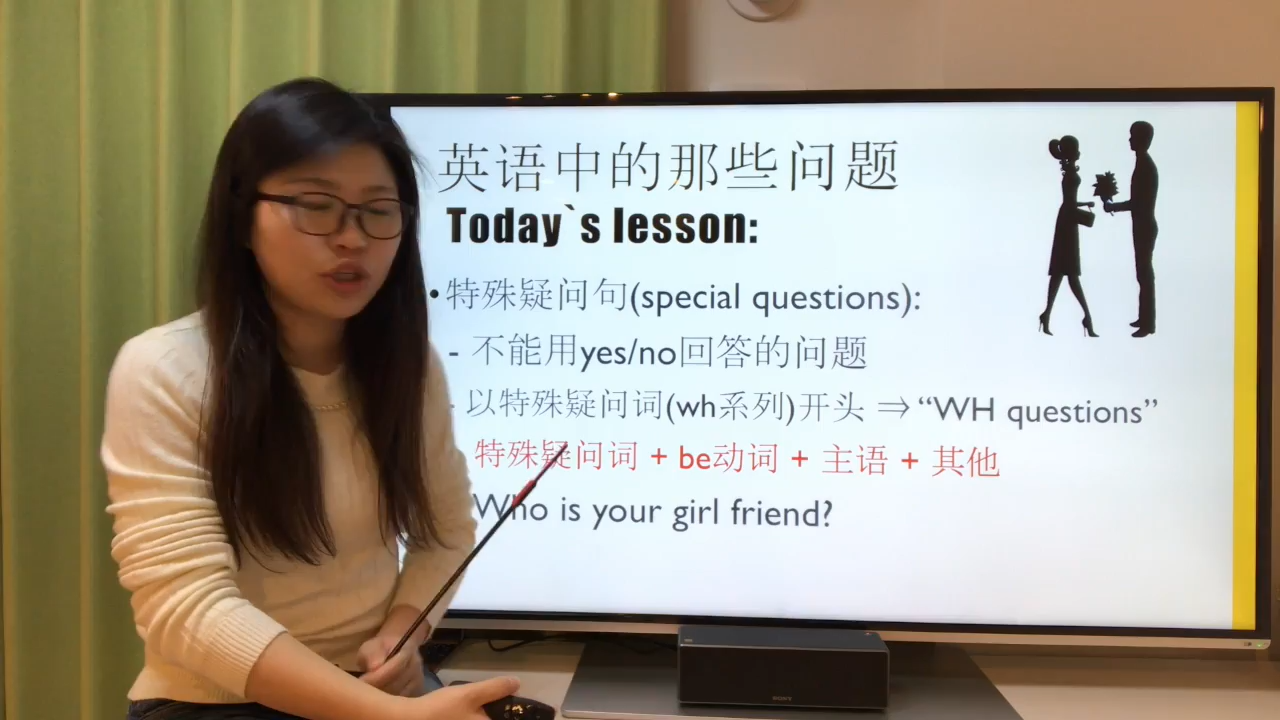 英语中的那些问题
Today`s lesson:
•特殊疑问句(special questions):
- 不能用yes/no回答的问题
- 以特殊疑问词(wh系列)开头 ⇒ “WH questions”
特殊疑问词 + be动词 + 主语 + 其他
Who is your girl friend?
SONY